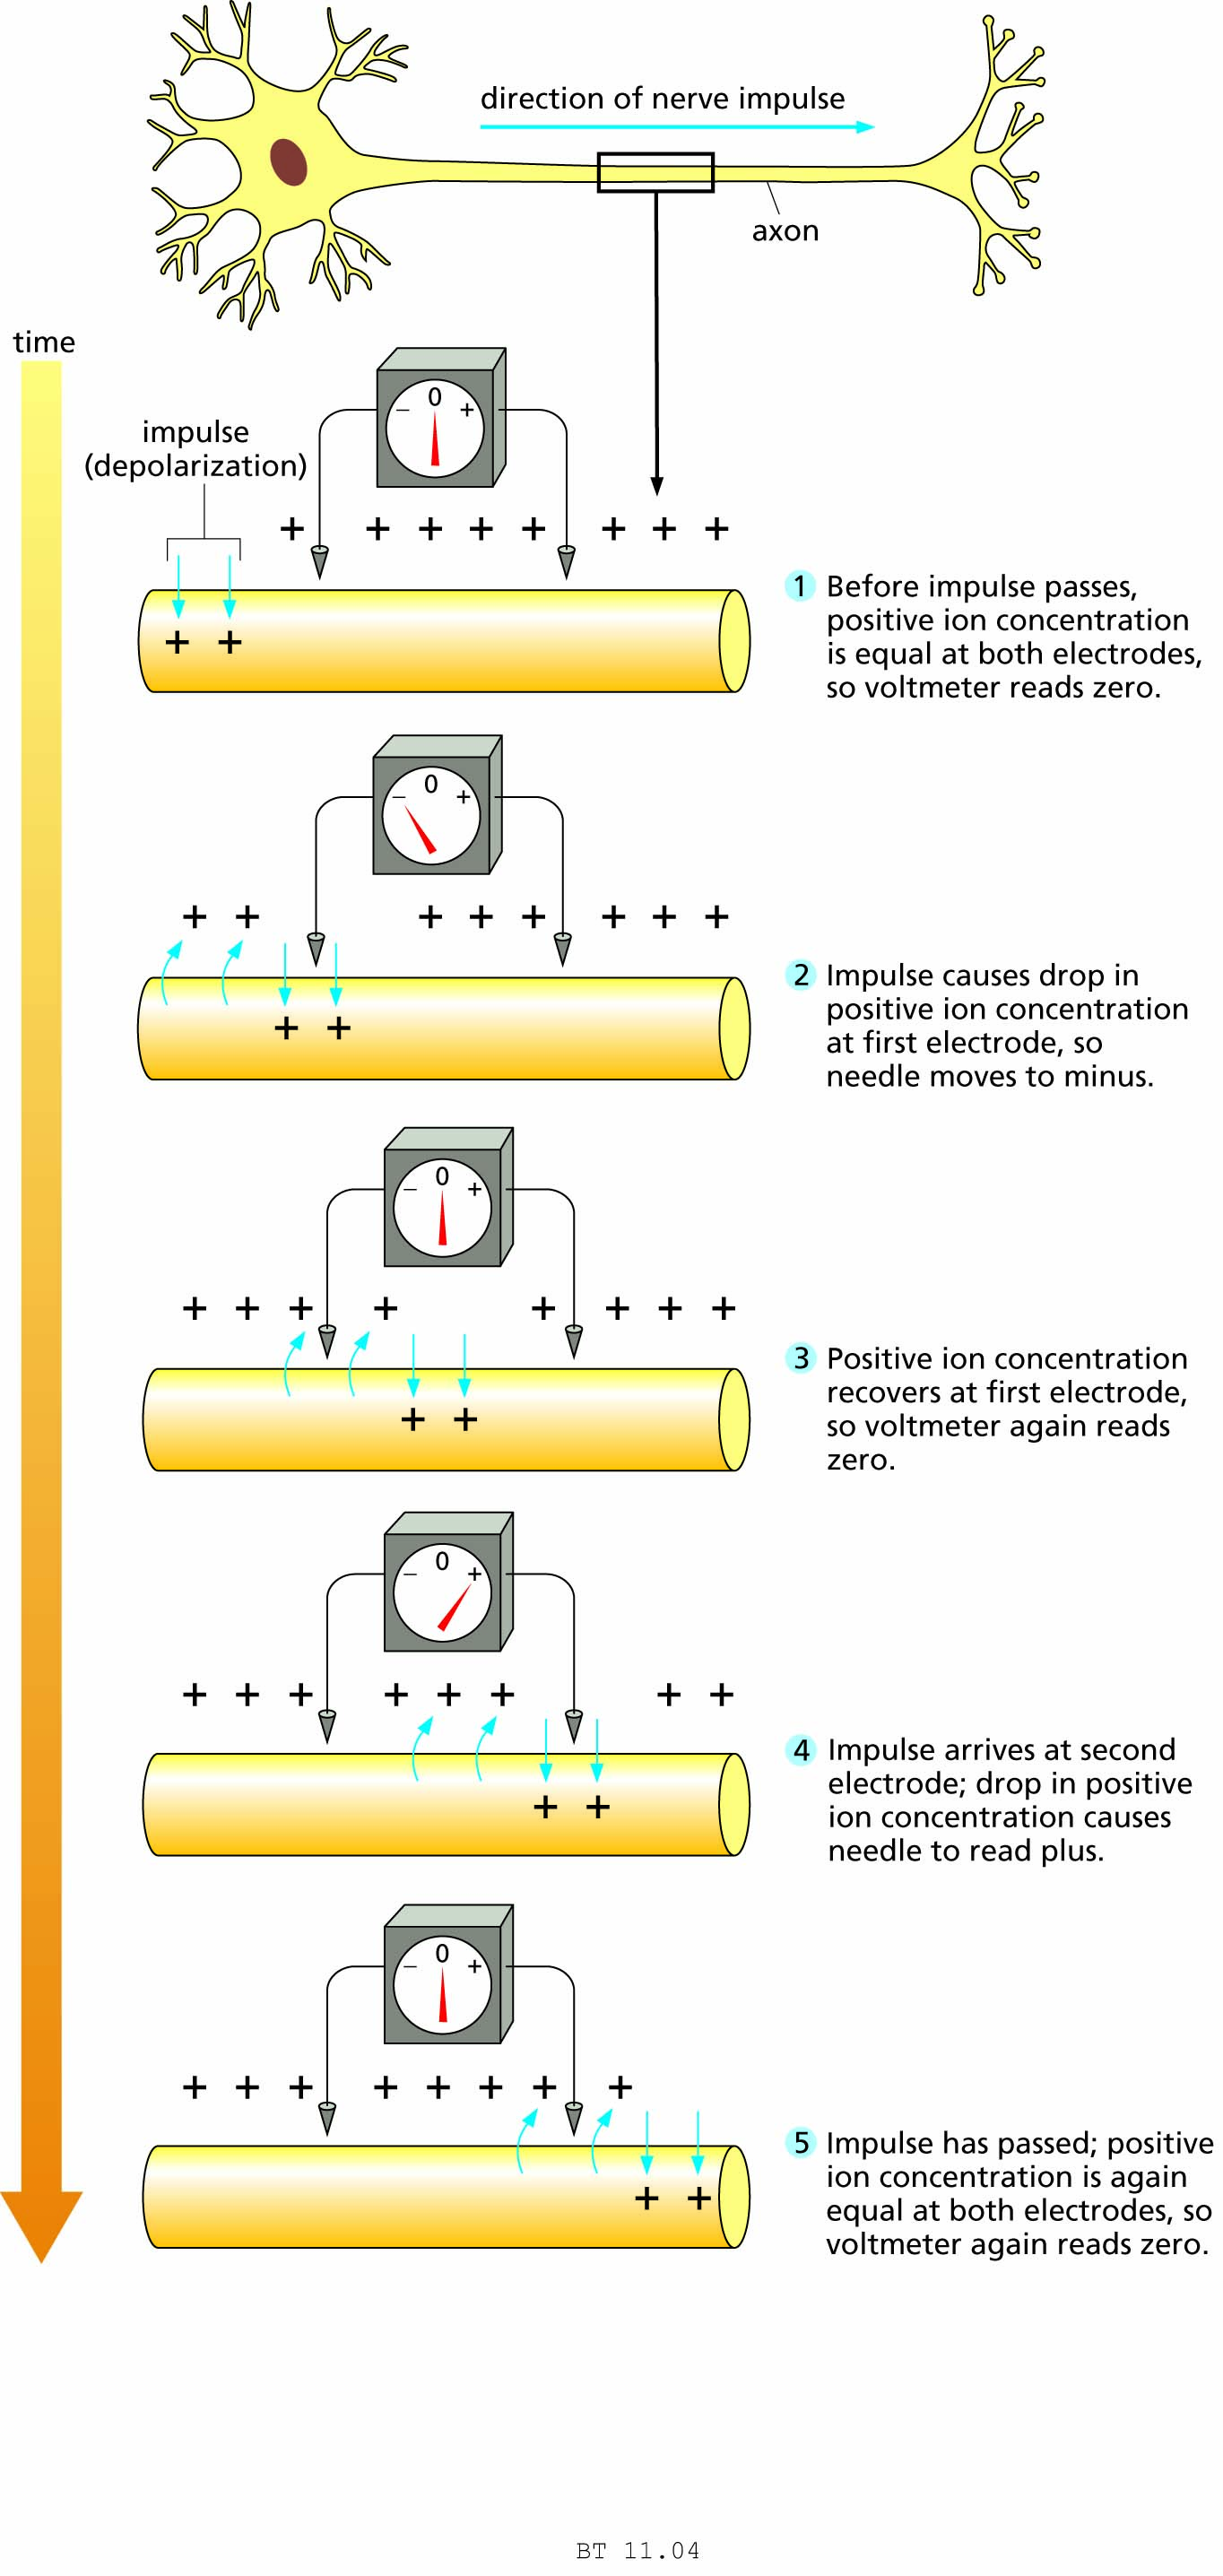 direction of nerve impulse
axon
time
0
– +
impulse
(depolarization)
+ + + + + + + +
+ +
1 Before impulse passes,
positive ion concentration
is equal at both electrodes,
so voltmeter reads zero.
0
– +
+ + + + + + + +
+ +
2 Impulse causes drop in
positive ion concentration
at first electrode, so
needle moves to minus.
0
– +
+ + + + + + + +
+ +
3 Positive ion concentration
recovers at first electrode,
so voltmeter again reads
zero.
0
– +
+ + + + + + + +
+ +
4 Impulse arrives at second
electrode; drop in positive
ion concentration causes
needle to read plus.
0
– +
+ + + + + + + +
+ +
5 Impulse has passed; positive
ion concentration is again
equal at both electrodes, so
voltmeter again reads zero.
BT 11.04